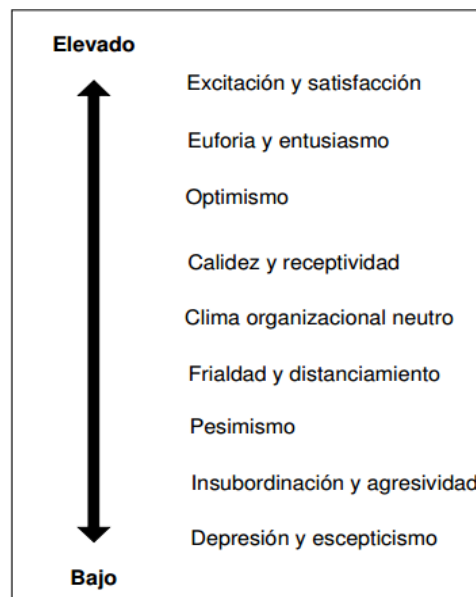 Elevado
Excitación y satisfacción
Euforia y entusiasmo
Optimismo
Calidez y receptividad
Clima organizacional neutro
Frialdad y distanciamiento
Pesimismo
Insubordinación y agresividad
Depresión y escepticismo
Bajo